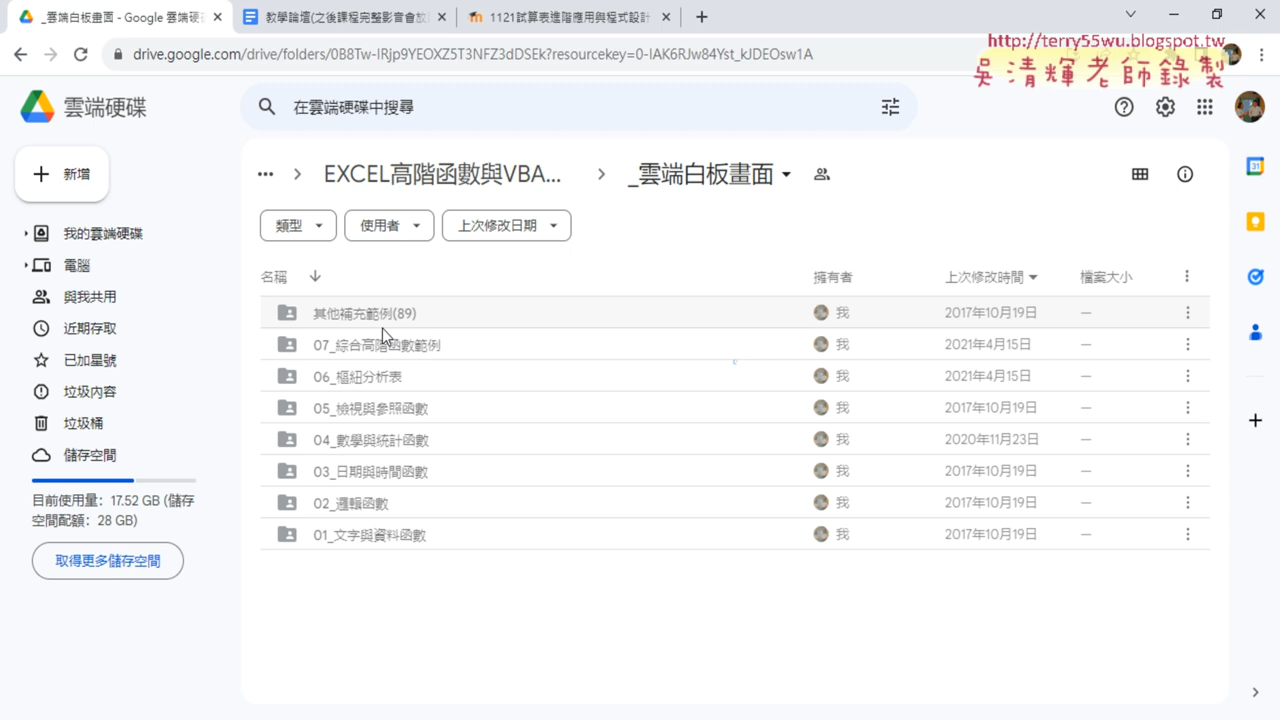 _雲端白板畫面 - Google 雲端硬
教學論壇(之後課程完整影音會放
1121試算表進階應用與程式設計
drive.google.com/drive/folders/0B8Tw-lRjp9YEOXZ5T3NFZ3dDSEk?resourcekey=0-IAK6RJw84Yst_kJDEOsw1A
http://terry55wu.blogspot.tw
吳清輝老師錄製
雲端硬碟
在雲端硬碟中搜尋
新增
EXCEL高階函數與VBA... > _雲端白板畫面
類型 使用者 上次修改日期
我的雲端硬碟
電腦
與我共用
近期存取
已加星號
垃圾內容
垃圾桶
儲存空間
目前使用量: 17.52 GB (儲存
空間配額: 28 GB)
取得更多儲存空間
名稱 擁有者 上次修改時間 檔案大小
其他補充範例(89) 我 2017年10月19日 —
07_綜合高階函數範例 我 2021年4月15日 —
06_樞紐分析表 我 2021年4月15日 —
05_檢視與參照函數 我 2017年10月19日 —
04_數學與統計函數 我 2020年11月23日 —
03_日期與時間函數 我 2017年10月19日 —
02_邏輯函數 我 2017年10月19日 —
01_文字與資料函數 我 2017年10月19日 —
31